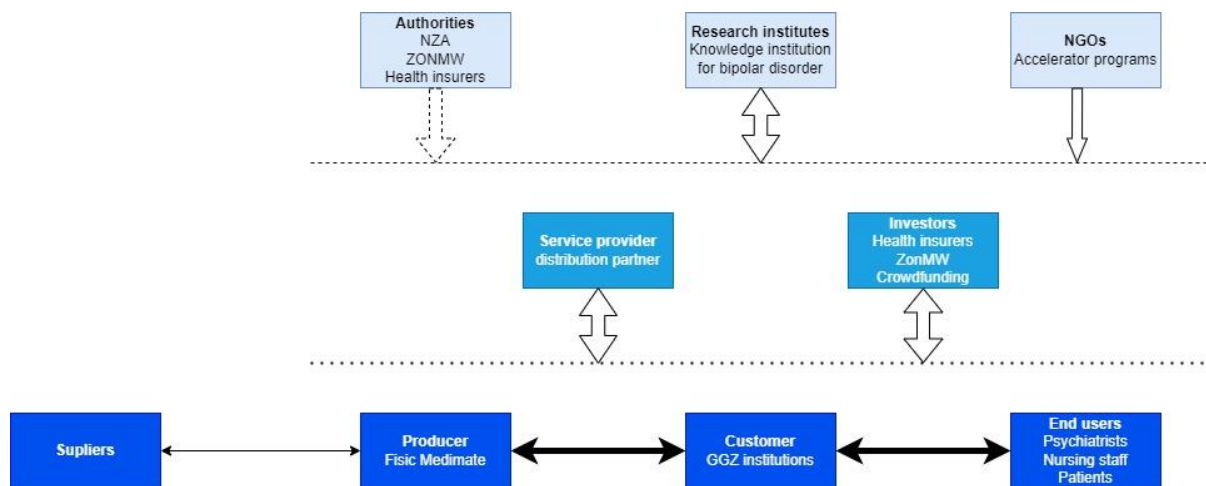 Authorities
NZA
ZONMW
Health insurers
Research institutes
Knowledge institution
for bipolar disorder
NGOs
Accelerator programs
Service provider
distribution partner
Investors
Health insurers
ZonMW
Crowdfunding
Supliers
Producer
Fisic Medimate
Customer
GGZ institutions
End users
Psychiatrists
Nursing staff
Patients